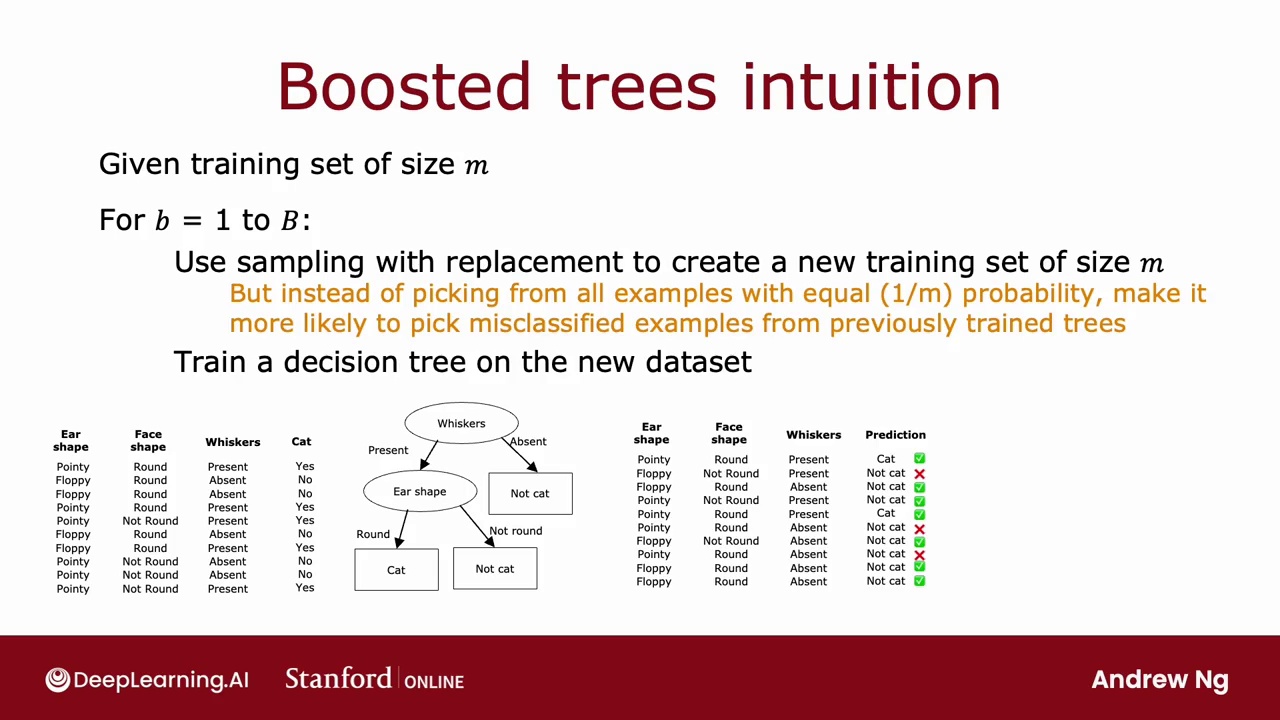 Boosted trees intuition
Given training set of size m
For b = 1 to B:
Use sampling with replacement to create a new training set of size m
But instead of picking from all examples with equal (1/m) probability, make it
more likely to pick misclassified examples from previously trained trees
Train a decision tree on the new dataset
Ear shape Face shape Whiskers Cat
Pointy Round Present Yes
Floppy Round Absent No
Floppy Round Absent No
Pointy Round Present Yes
Pointy Not Round Present Yes
Floppy Round Absent No
Floppy Round Present Yes
Pointy Not Round Absent No
Pointy Not Round Absent No
Pointy Not Round Present Yes
Whiskers
Present
Absent
Ear shape
Not cat
Round
Not round
Cat
Not cat
Ear shape Face shape Whiskers Prediction
Pointy Round Present Cat ✅
Floppy Not Round Present Not cat ❌
Floppy Round Absent Not cat ✅
Pointy Not Round Present Not cat ✅
Pointy Round Present Cat ✅
Pointy Round Absent Not cat ❌
Floppy Not Round Absent Not cat ✅
Pointy Round Absent Not cat ❌
Floppy Round Absent Not cat ✅
Floppy Round Absent Not cat ✅
DeepLearning.AI
Stanford | ONLINE
Andrew Ng